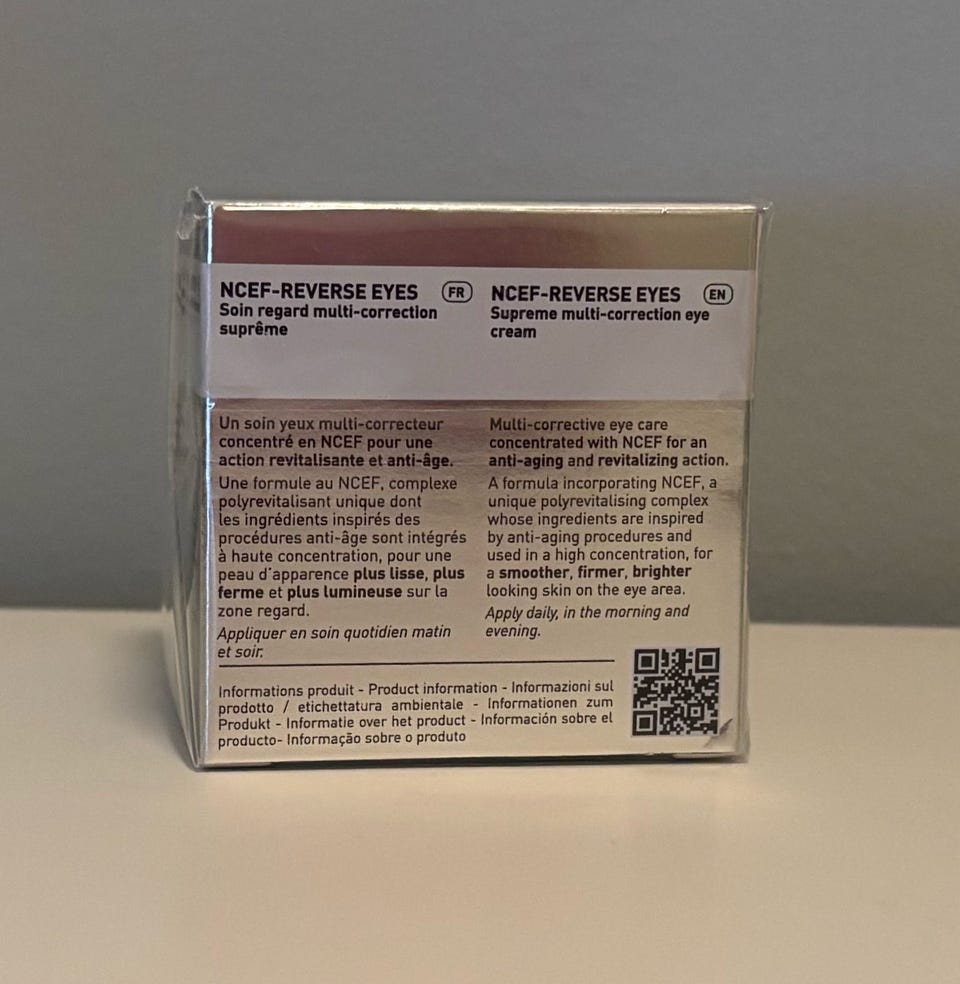 NCEF-REVERSE EYES FR
Soin regard multi-correction
suprême
Un soin yeux multi-correcteur
concentré en NCEF pour une
action revitalisante et anti-âge.
Une formule au NCEF, complexe
polyrevitalisant unique dont
les ingrédients inspirés des
procédures anti-âge sont intégrés
à haute concentration, pour une
peau d'apparence plus lisse, plus
ferme et plus lumineuse sur la
zone regard.
Appliquer en soin quotidien matin
et soir.
NCEF-REVERSE EYES EN
Supreme multi-correction eye
cream
Multi-corrective eye care
concentrated with NCEF for an
anti-aging and revitalizing action.
A formula incorporating NCEF, a
unique polyrevitalising complex
whose ingredients are inspired
by anti-aging procedures and
used in a high concentration, for
a smoother, firmer, brighter
looking skin on the eye area.
Apply daily, in the morning and
evening.
Informations produit - Product information - Informazioni sul
prodotto / etichettatura ambientale - Informationen zum
Produkt - Informatie over het product - Información sobre el
producto- Informação sobre o produto